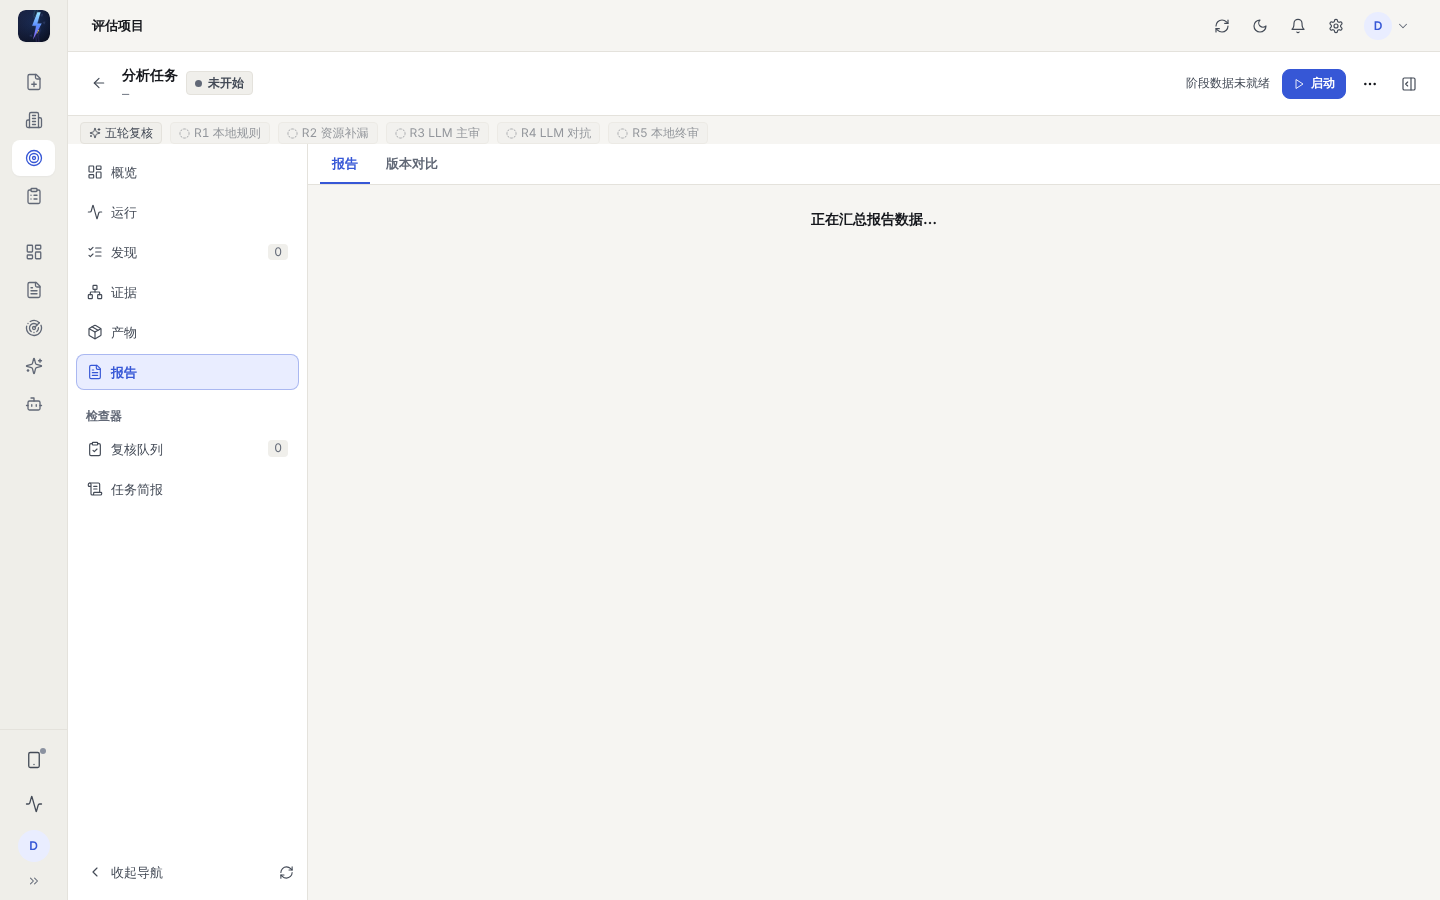 评估项目
D
分析任务
–
未开始
阶段数据未就绪
启动
五轮复核
R1 本地规则
R2 资源补漏
R3 LLM 主审
R4 LLM 对抗
R5 本地终审
概览
运行
发现
0
证据
产物
报告
检查器
复核队列
0
任务简报
收起导航
报告
版本对比
正在汇总报告数据...
D